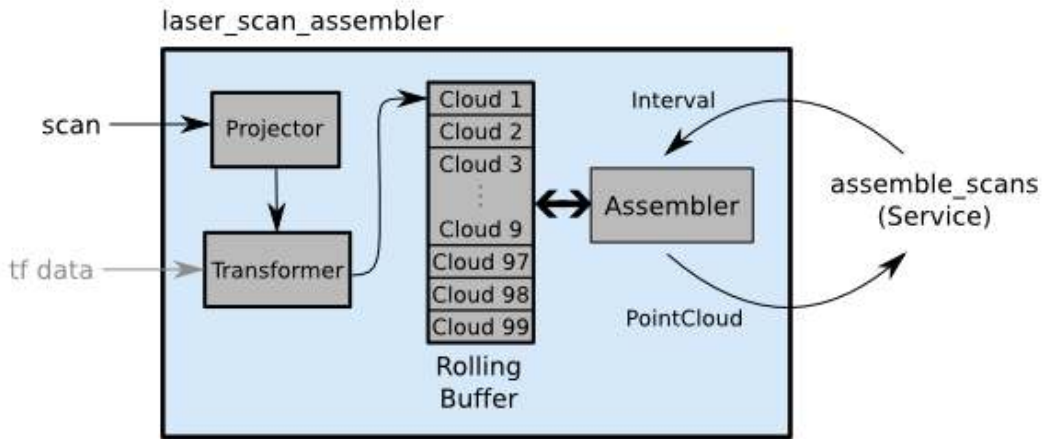 laser_scan_assembler
scan
Projector
tf data
Transformer
Cloud 1
Cloud 2
Cloud 3
Cloud 9
Cloud 97
Cloud 98
Cloud 99
Rolling
Buffer
Interval
Assembler
PointCloud
assemble_scans
(Service)